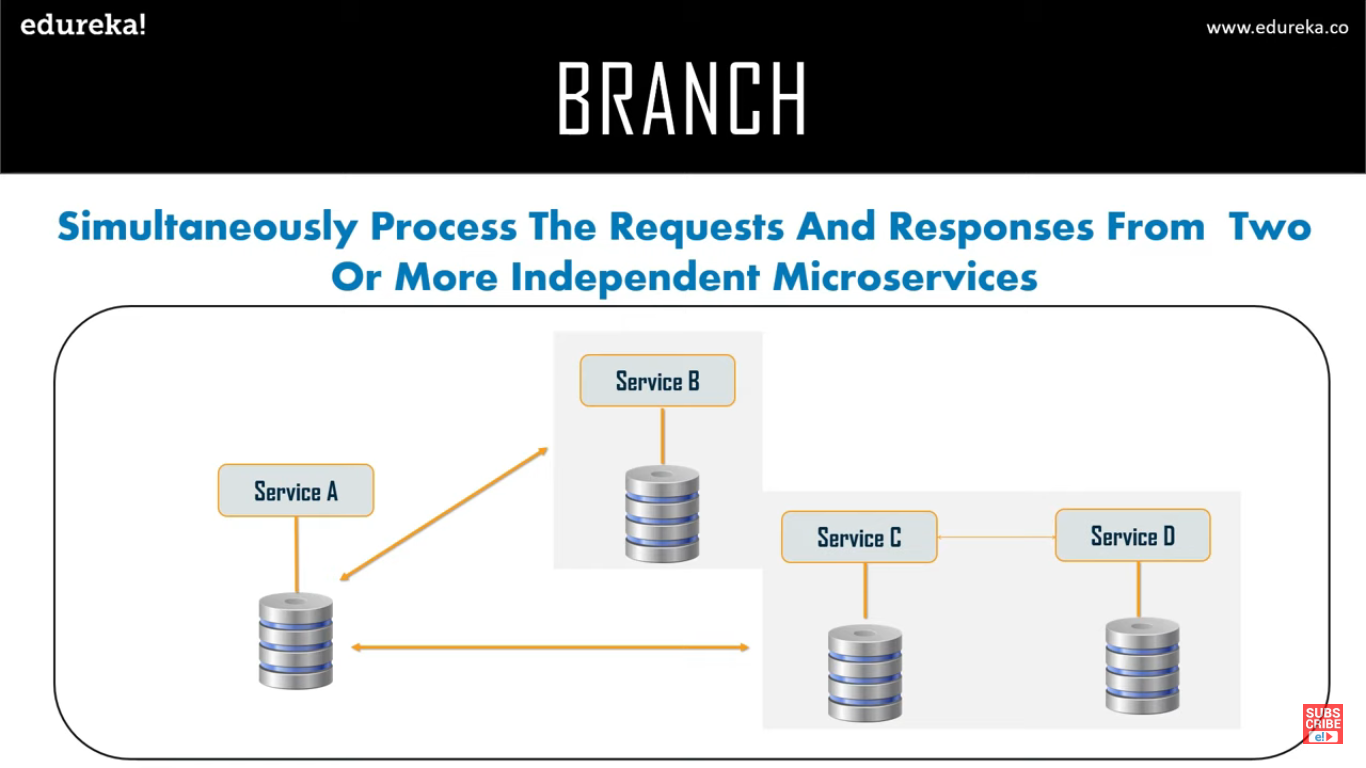 edureka!
www.edureka.co
BRANCH
Simultaneously Process The Requests And Responses From Two
Or More Independent Microservices
Service B
Service A
Service C
Service D
SUBS
CRIBE
e!